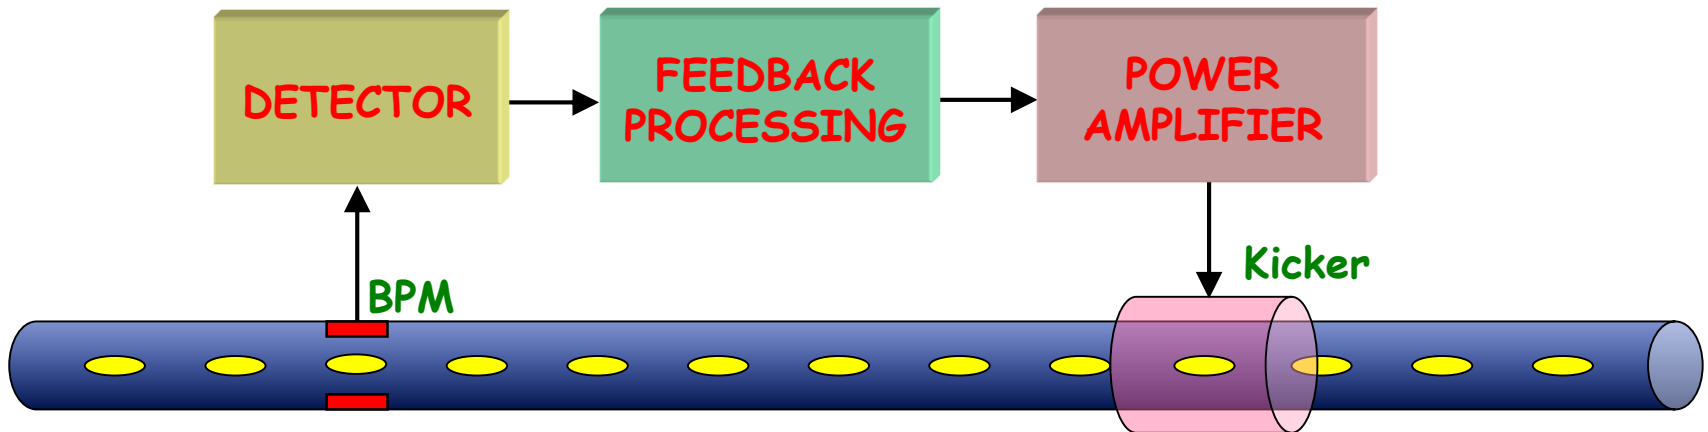 DETECTOR
FEEDBACK
PROCESSING
POWER
AMPLIFIER
BPM
Kicker